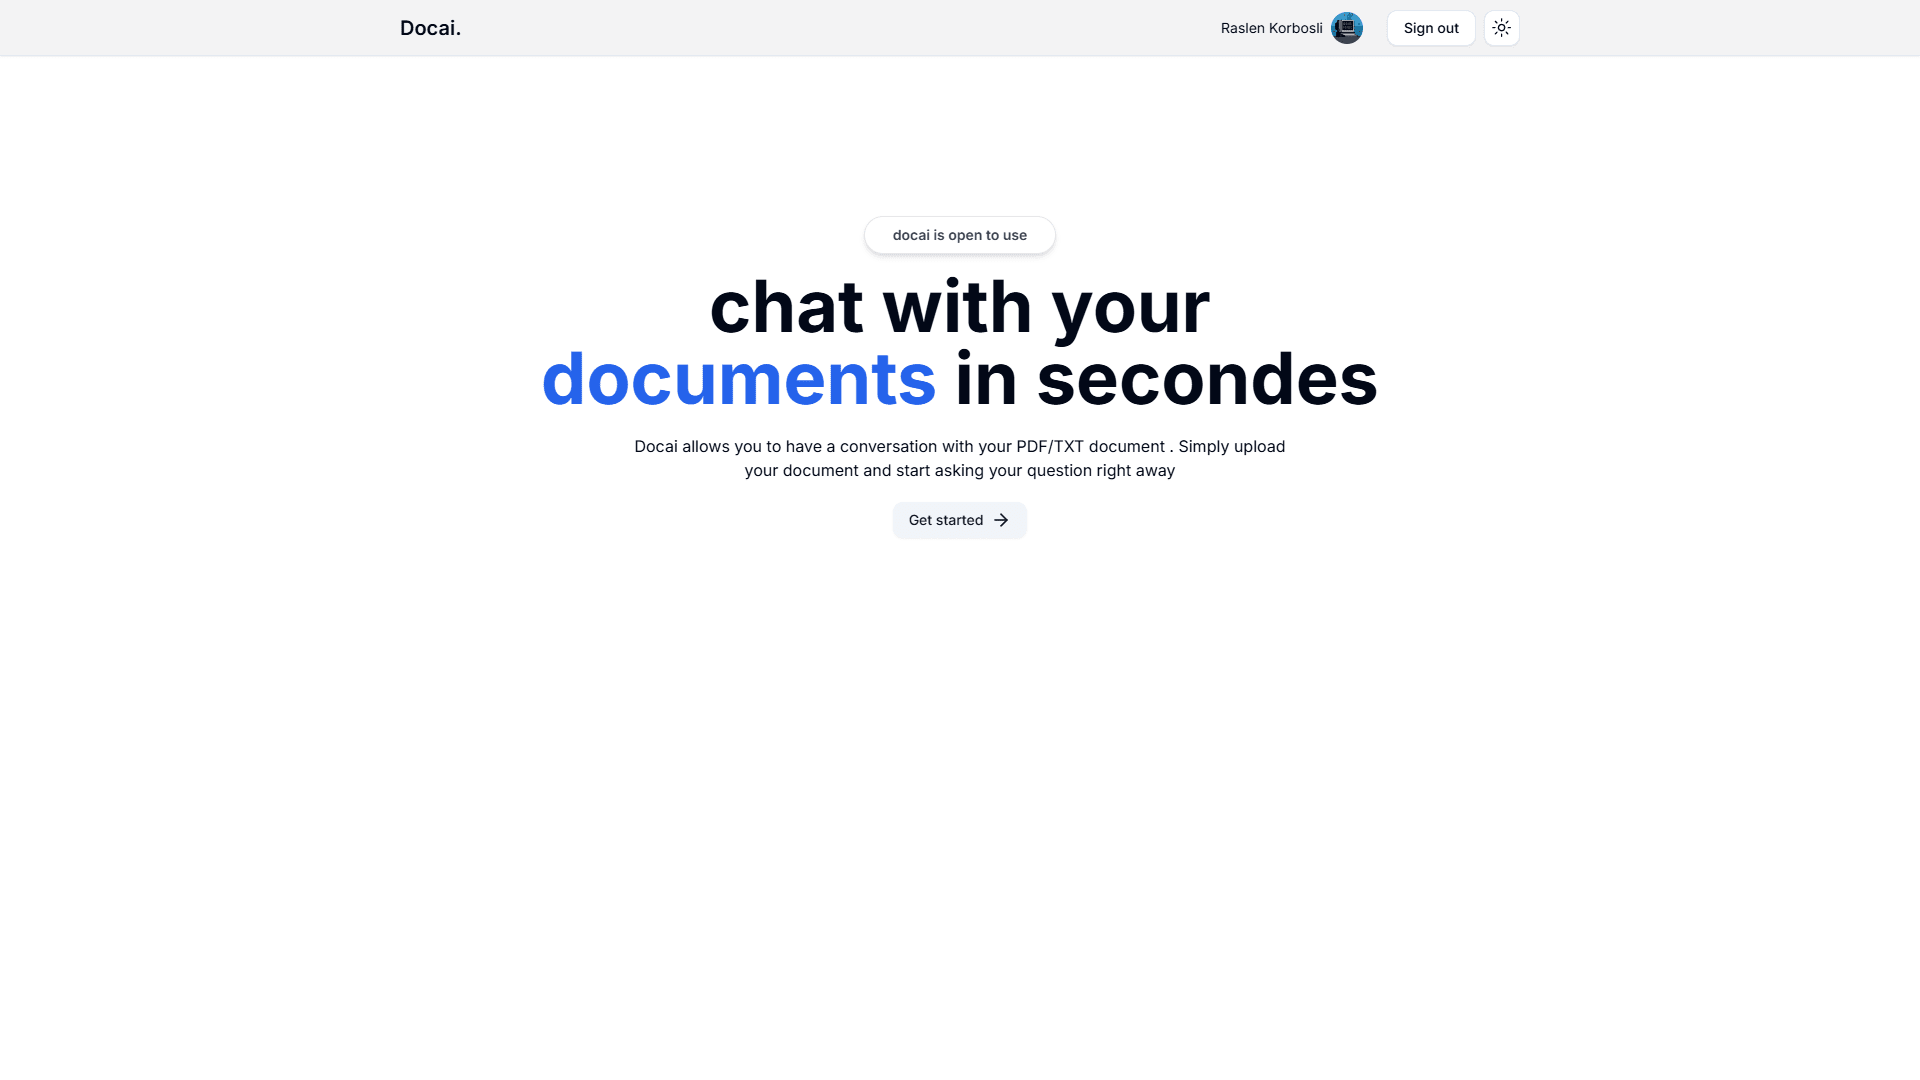 Docai.
Raslen Korbosli
Sign out
docai is open to use
chat with your
documents in secondes
Docai allows you to have a conversation with your PDF/TXT document . Simply upload
your document and start asking your question right away
Get started